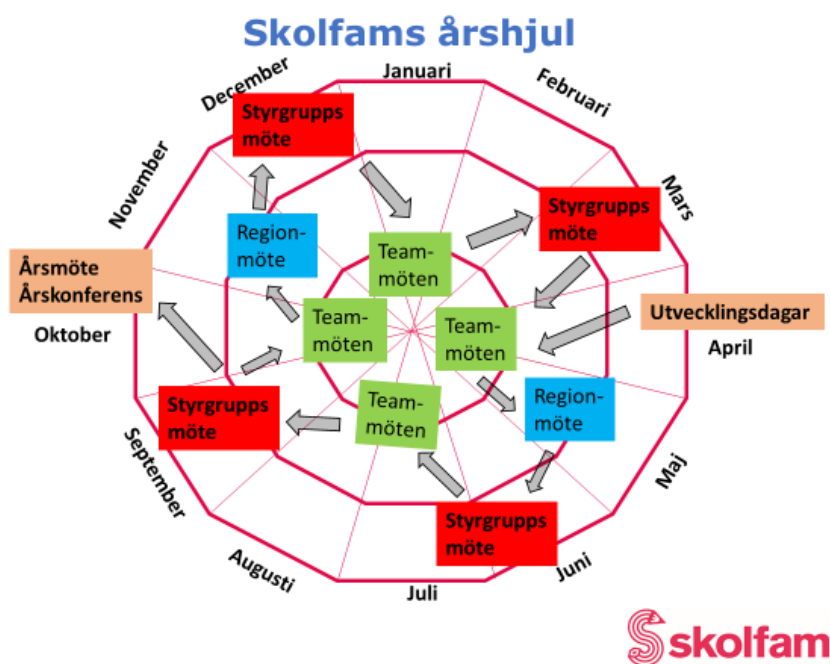 Skolfams årshjul
Januari
Februari
Mars
April
Maj
Juni
Juli
Augusti
September
Oktober
November
December
Styrgrupps
möte
Styrgrupps
möte
Region-
möte
Team-
möten
Årsmöte
Årskonferens
Team-
möten
Team-
möten
Utvecklingsdagar
Styrgrupps
möte
Team-
möten
Region-
möte
Styrgrupps
möte
skolfam